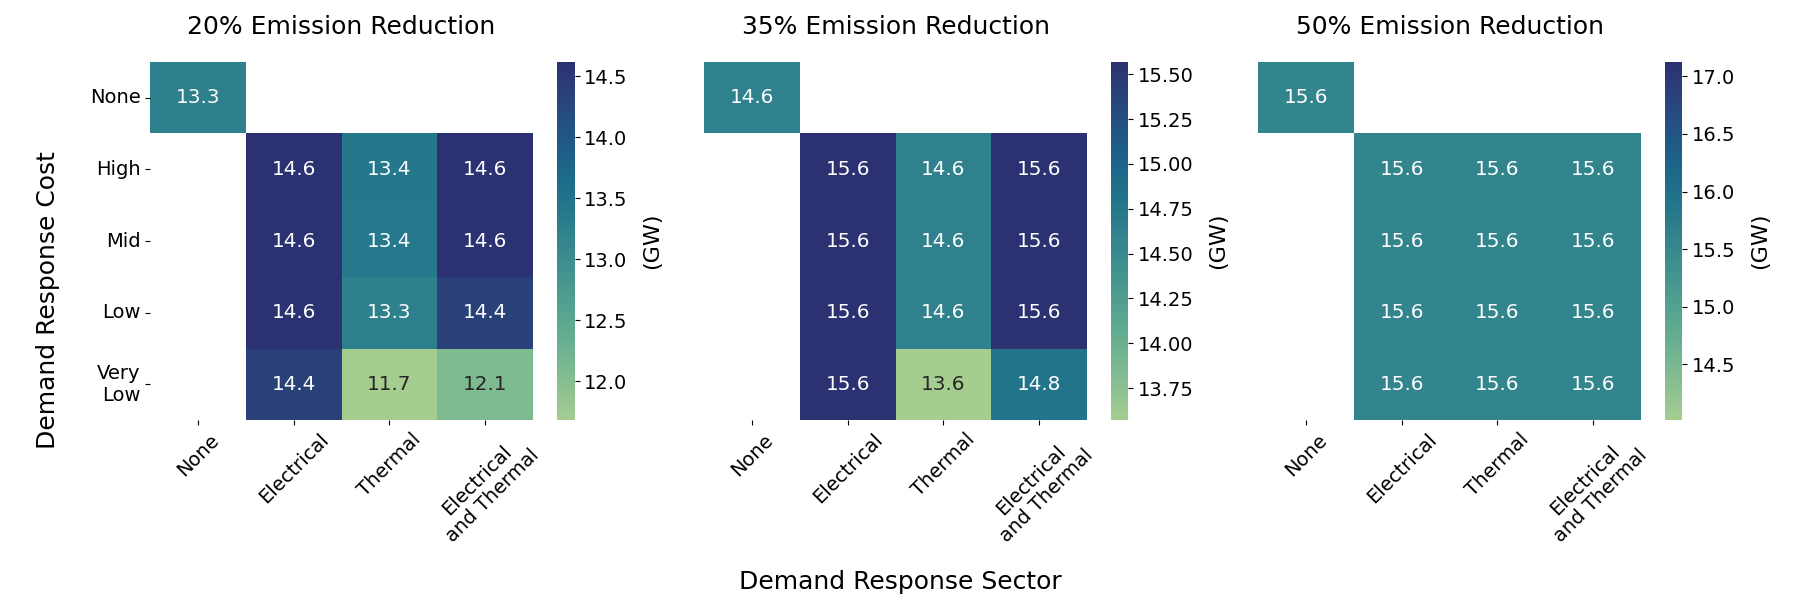 20% Emission Reduction
35% Emission Reduction
50% Emission Reduction
Demand Response Cost
None
High
Mid
Low
Very
Low
13.3
14.6 13.4 14.6
14.6 13.4 14.6
14.6 13.3 14.4
14.4 11.7 12.1
14.5
14.0
13.5
13.0
12.5
12.0
(GW)
None
Electrical
Thermal
Electrical
and Thermal
14.6
15.6 14.6 15.6
15.6 14.6 15.6
15.6 14.6 15.6
15.6 13.6 14.8
15.50
15.25
15.00
14.75
14.50
14.25
14.00
13.75
(GW)
None
Electrical
Thermal
Electrical
and Thermal
15.6
15.6 15.6 15.6
15.6 15.6 15.6
15.6 15.6 15.6
15.6 15.6 15.6
17.0
16.5
16.0
15.5
15.0
14.5
(GW)
None
Electrical
Thermal
Electrical
and Thermal
Demand Response Sector